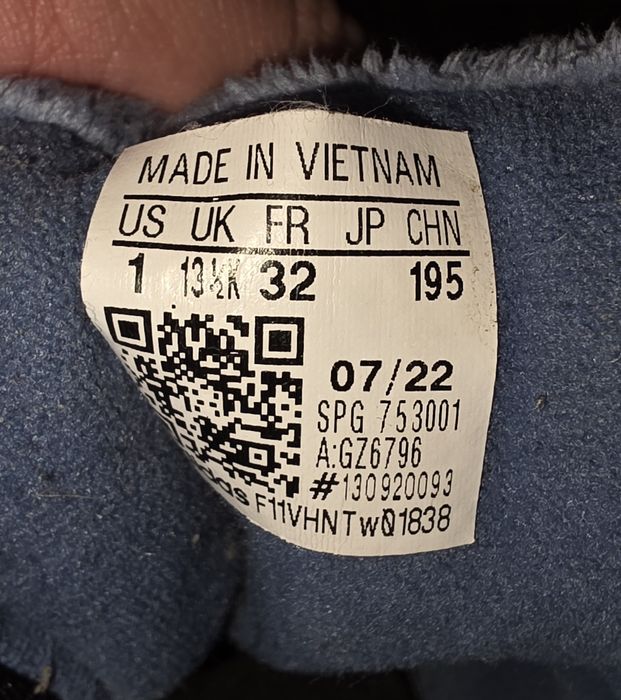 MADE IN VIETNAM
US UK FR JP CHN
1 13½K 32 195
07/22
SPG 753001
A:GZ6796
#130920093
F11VHNTwQ1838